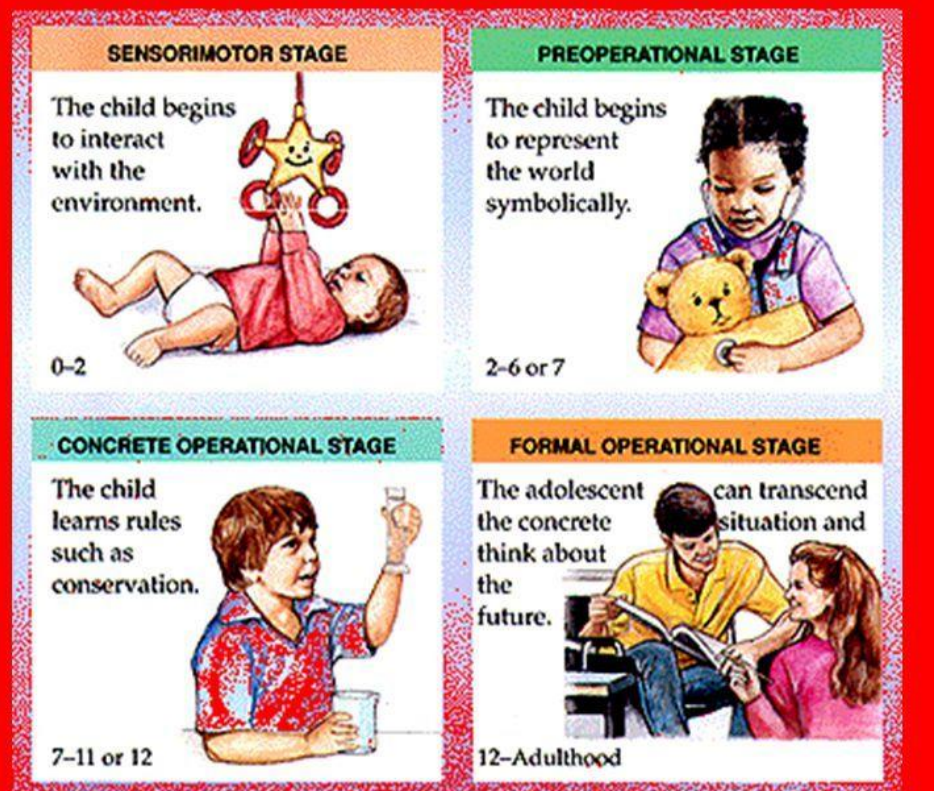 SENSORIMOTOR STAGE
The child begins
to interact
with the
environment.
0–2
PREOPERATIONAL STAGE
The child begins
to represent
the world
symbolically.
2–6 or 7
CONCRETE OPERATIONAL STAGE
The child
learns rules
such as
conservation.
7–11 or 12
FORMAL OPERATIONAL STAGE
The adolescent can transcend
the concrete situation and
think about
the
future.
12–Adulthood